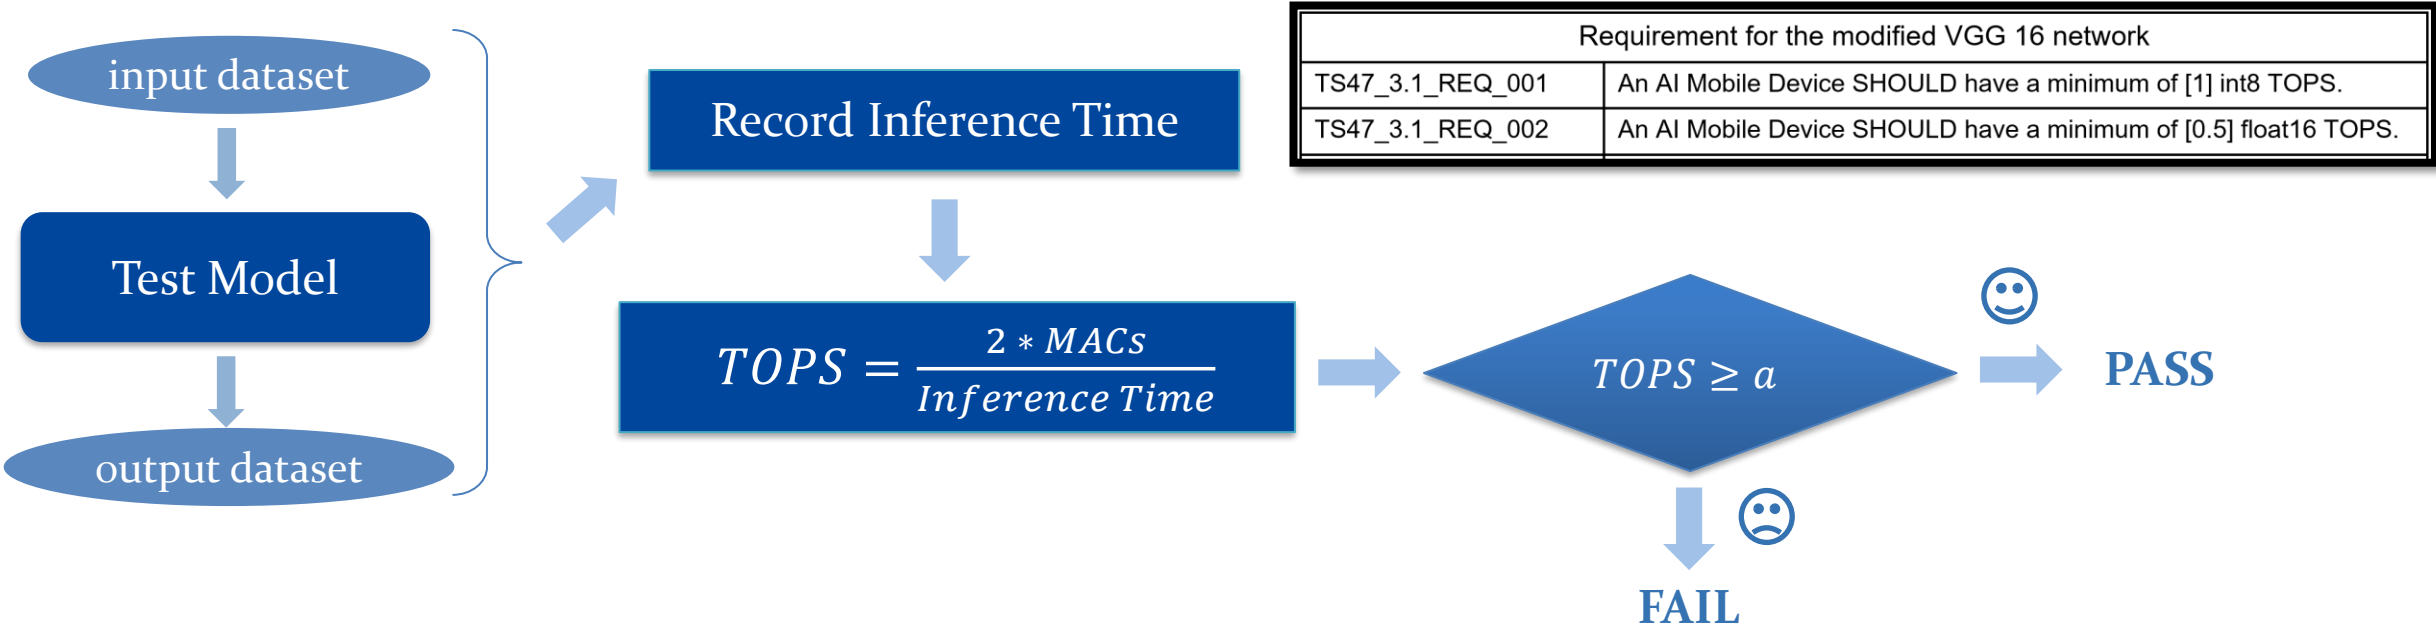 input dataset
Test Model
output dataset
Record Inference Time
TOPS = 2 * MACs / Inference Time
Requirement for the modified VGG 16 network
TS47_3.1_REQ_001 An AI Mobile Device SHOULD have a minimum of [1] int8 TOPS.
TS47_3.1_REQ_002 An AI Mobile Device SHOULD have a minimum of [0.5] float16 TOPS.
TOPS ≥ a
PASS
FAIL